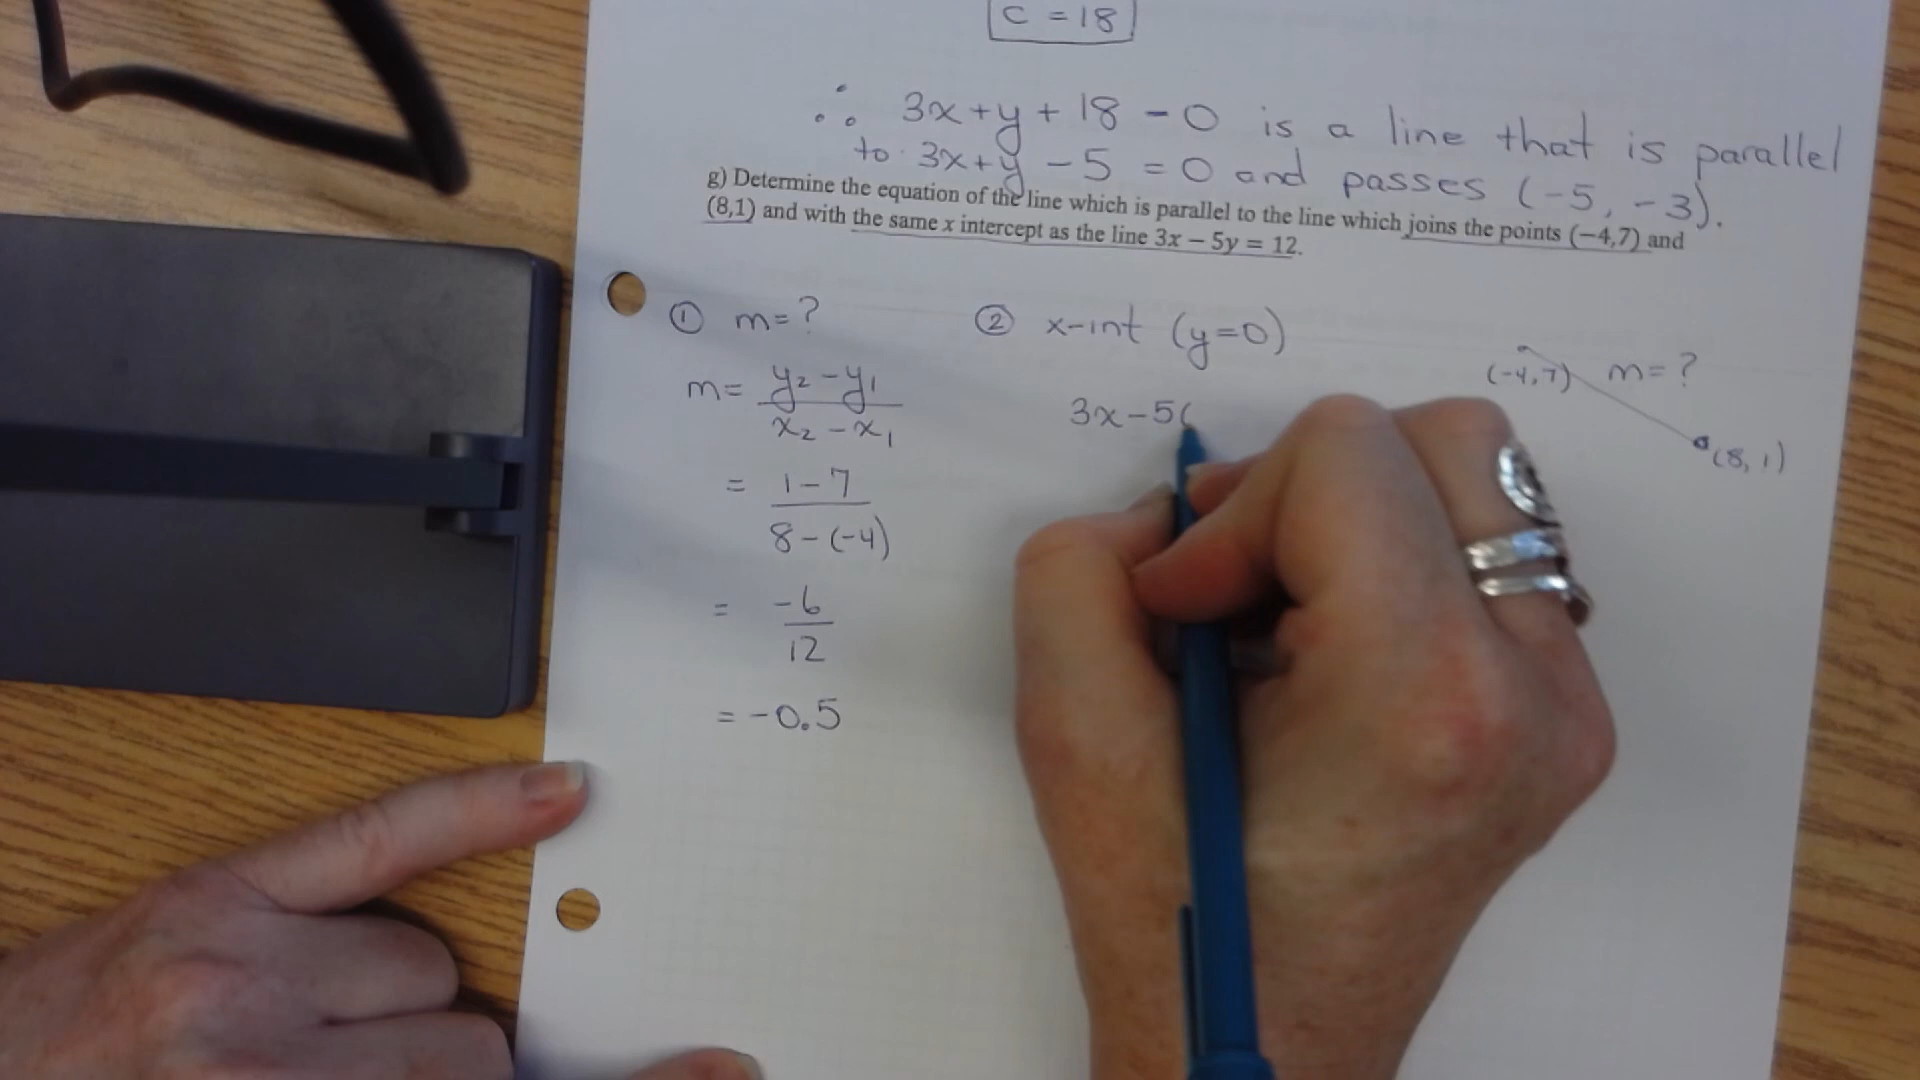 C = 18
∴ 3x + y + 18 - 0 is a line that is parallel
to 3x + y - 5 = 0 and passes (-5, -3).
g) Determine the equation of the line which is parallel to the line which joins the points (−4,7) and
(8,1) and with the same x intercept as the line 3x − 5y = 12.
① m = ?
m = y₂ - y₁
x₂ - x₁
= 1 - 7
8 - (-4)
= -6
12
= -0.5
② x-int (y=0)
3x - 5(
(-4, 7) m = ?
(8, 1)